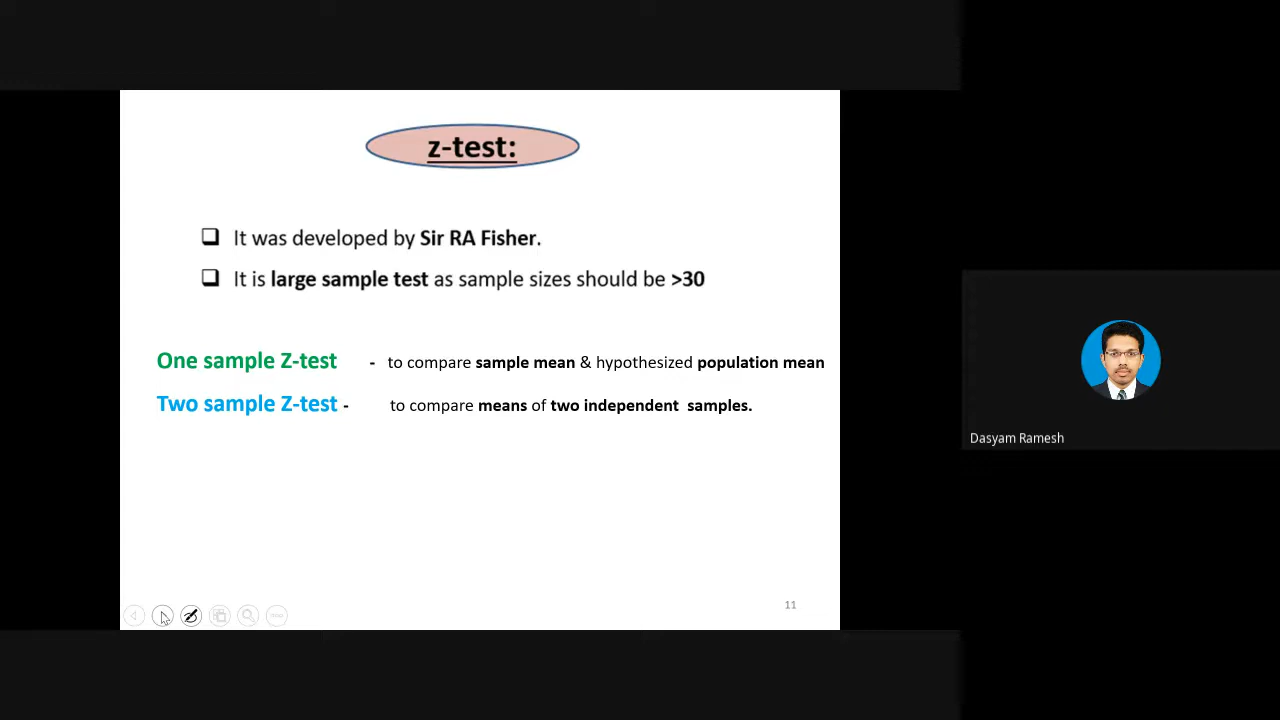 z-test:
❑ It was developed by Sir RA Fisher.
❑ It is large sample test as sample sizes should be >30
One sample Z-test - to compare sample mean & hypothesized population mean
Two sample Z-test - to compare means of two independent samples.
11
Dasyam Ramesh